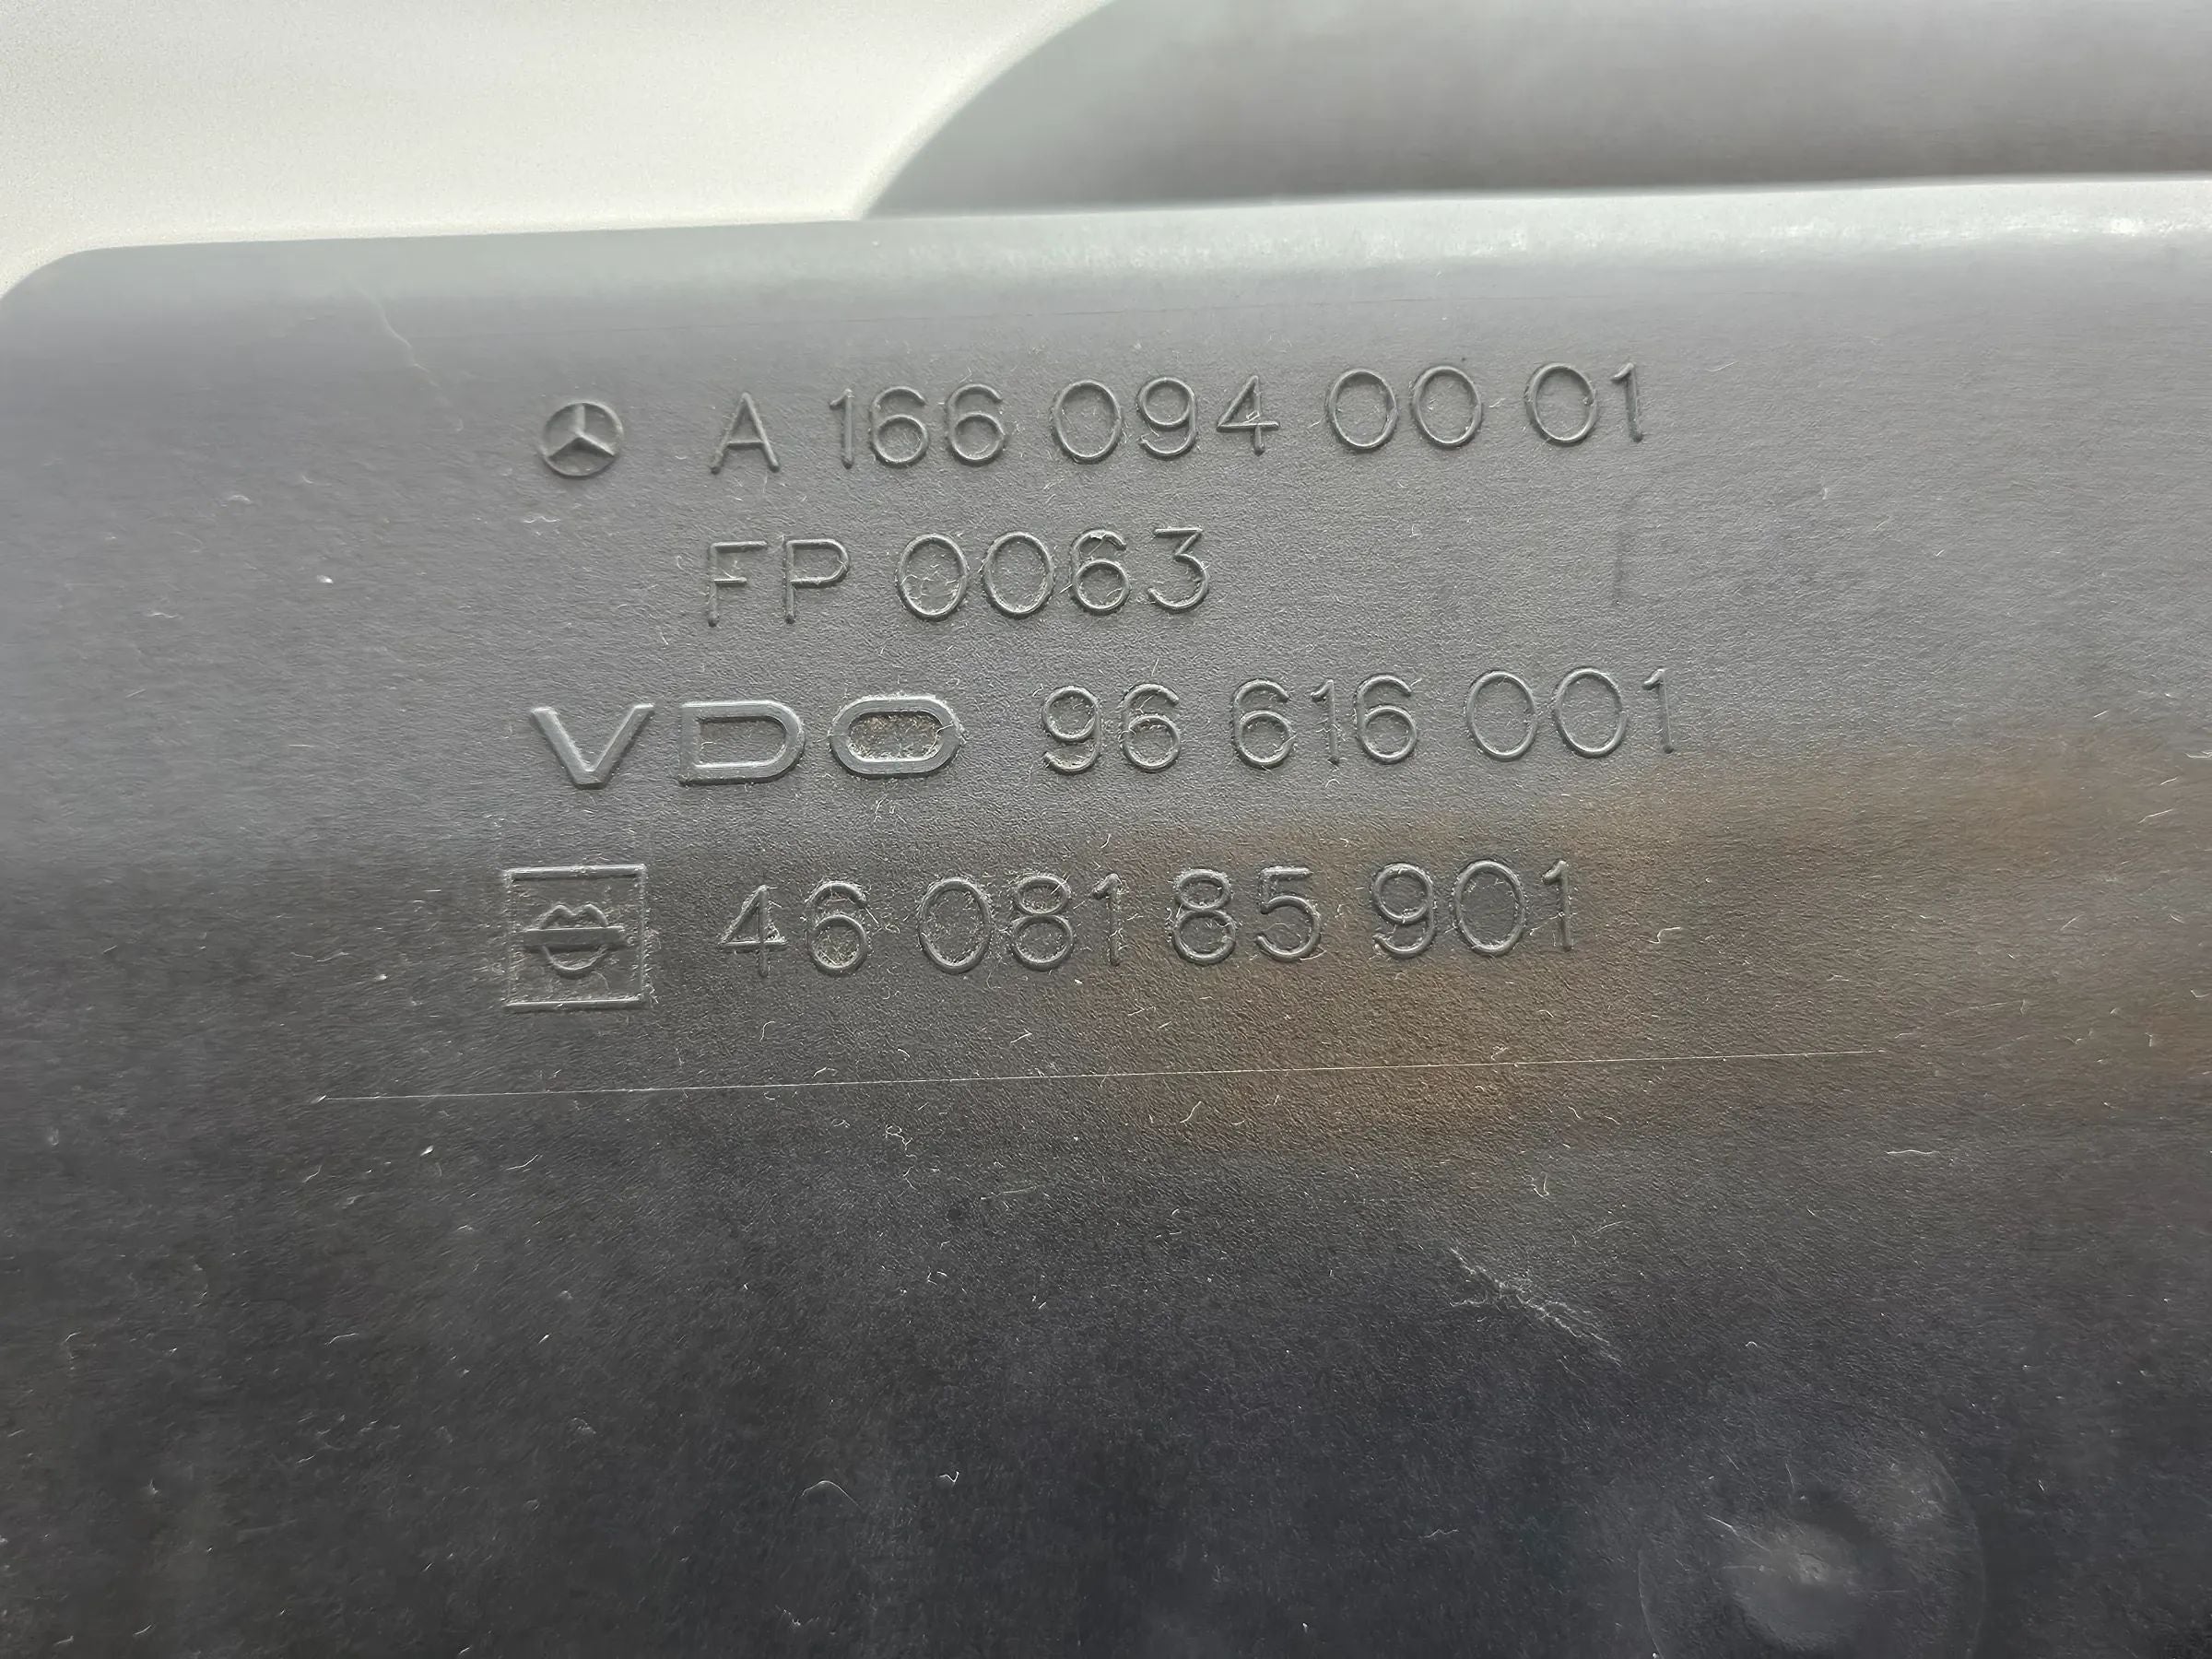 A 166 094 00 01
FP 0063
VDO 96 616 001
46 081 85 901